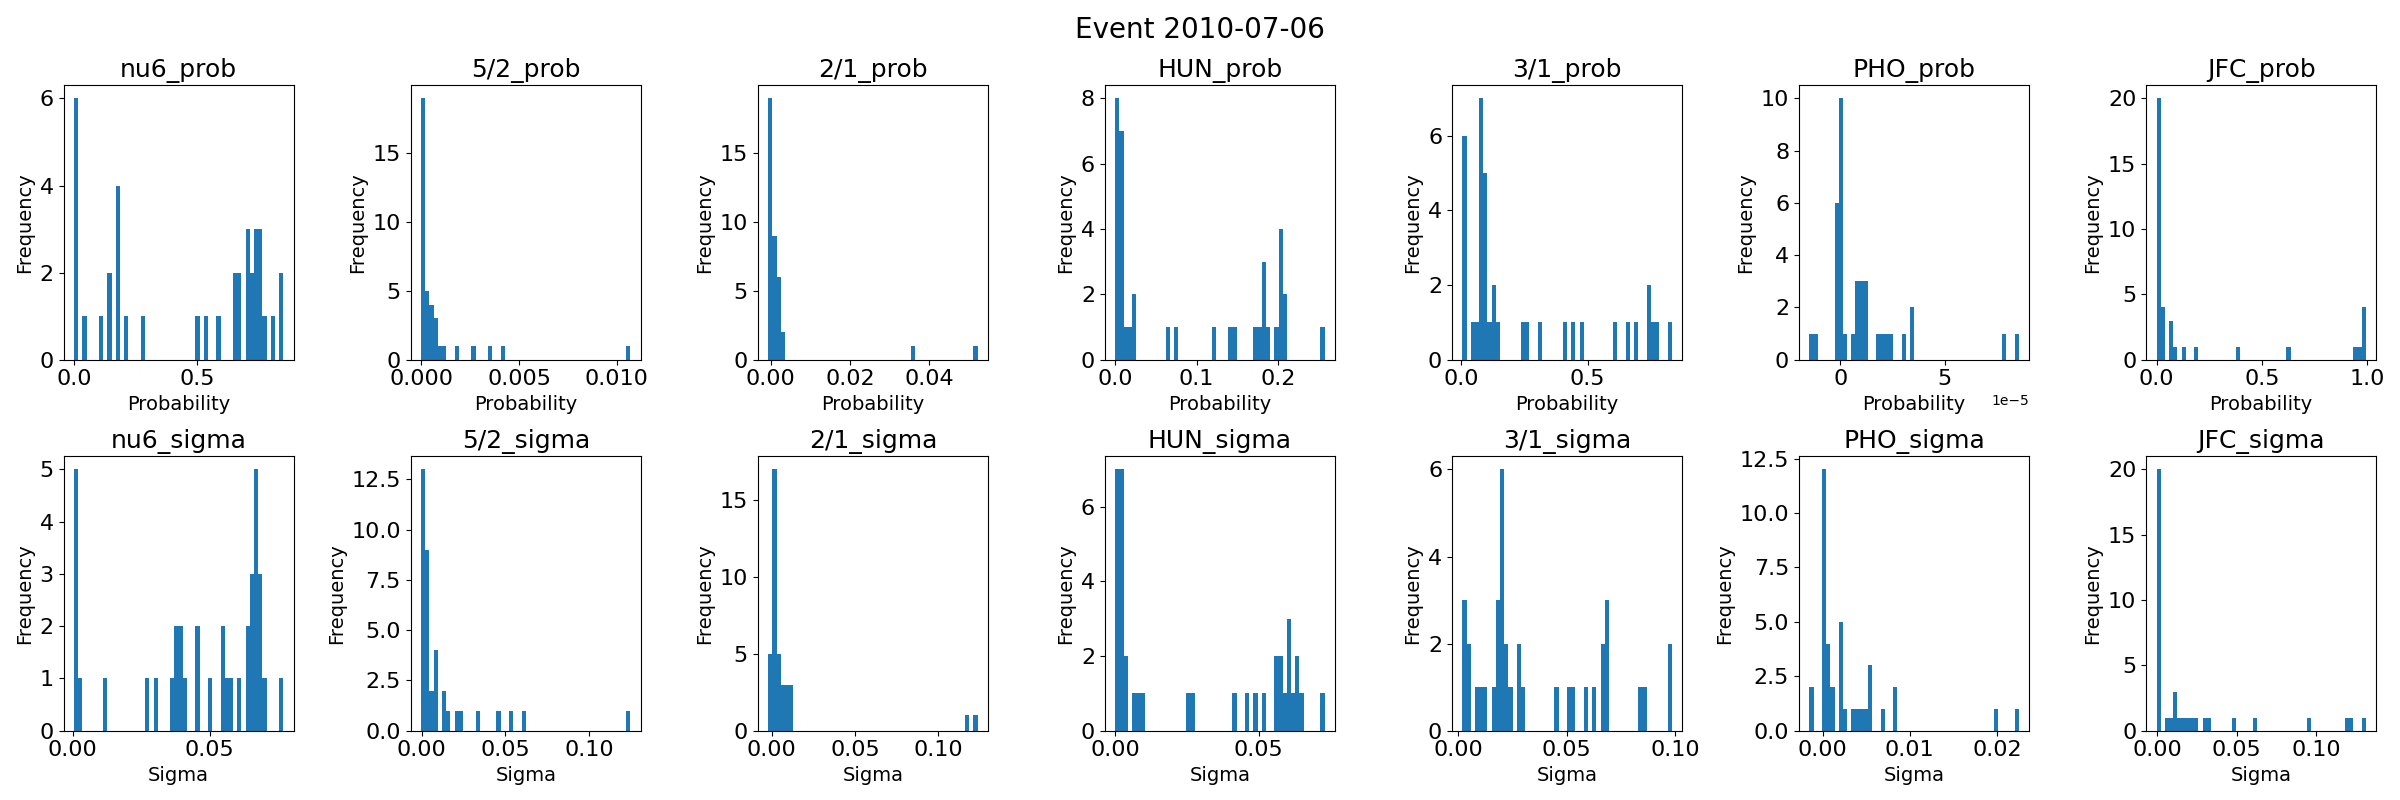 Event 2010-07-06
nu6_prob 5/2_prob 2/1_prob HUN_prob 3/1_prob PHO_prob JFC_prob
Frequency
6
4
2
0
0.0 0.5
Probability
Frequency
15
10
5
0
0.000 0.005 0.010
Probability
Frequency
15
10
5
0
0.00 0.02 0.04
Probability
Frequency
8
6
4
2
0
0.0 0.1 0.2
Probability
Frequency
6
4
2
0
0.0 0.5
Probability
Frequency
10
8
6
4
2
0
0 5
Probability 1e−5
Frequency
20
15
10
5
0
0.0 0.5 1.0
Probability
nu6_sigma 5/2_sigma 2/1_sigma HUN_sigma 3/1_sigma PHO_sigma JFC_sigma
Frequency
5
4
3
2
1
0
0.00 0.05
Sigma
Frequency
12.5
10.0
7.5
5.0
2.5
0.0
0.00 0.05 0.10
Sigma
Frequency
15
10
5
0
0.00 0.05 0.10
Sigma
Frequency
6
4
2
0
0.00 0.05
Sigma
Frequency
6
4
2
0
0.00 0.05 0.10
Sigma
Frequency
12.5
10.0
7.5
5.0
2.5
0.0
0.00 0.01 0.02
Sigma
Frequency
20
15
10
5
0
0.00 0.05 0.10
Sigma